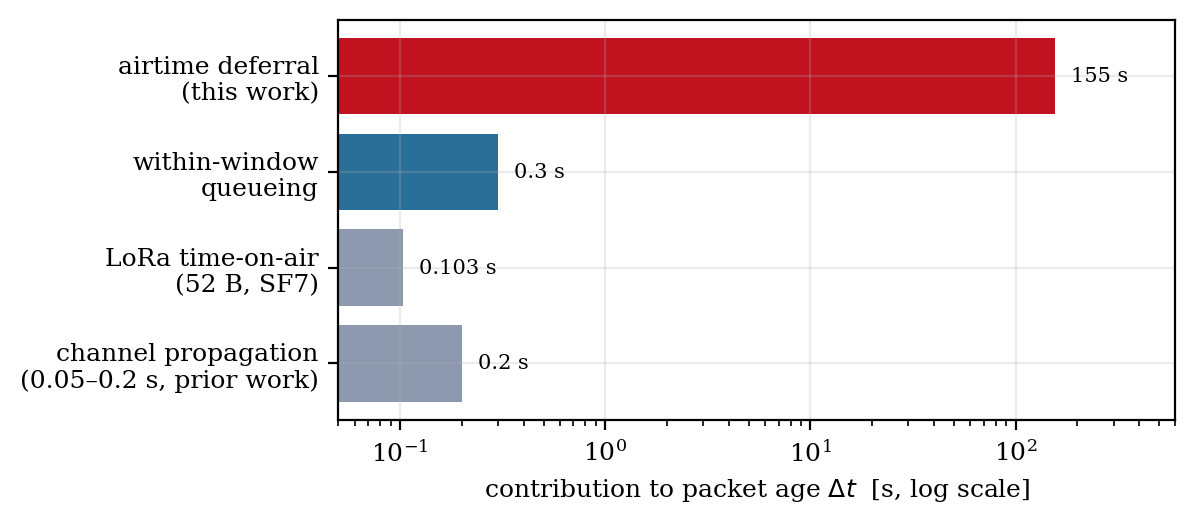 airtime deferral
(this work)
155 s
within-window
queueing
0.3 s
LoRa time-on-air
(52 B, SF7)
0.103 s
channel propagation
(0.05–0.2 s, prior work)
0.2 s
10⁻¹ 10⁰ 10¹ 10²
contribution to packet age Δt [s, log scale]